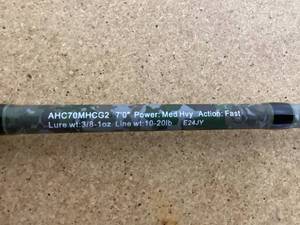 AHC70MHCG2 7'0" Power: Med Hvy Action: Fast
Lure wt: 3/8-1oz Line wt: 10-20lb E24JY